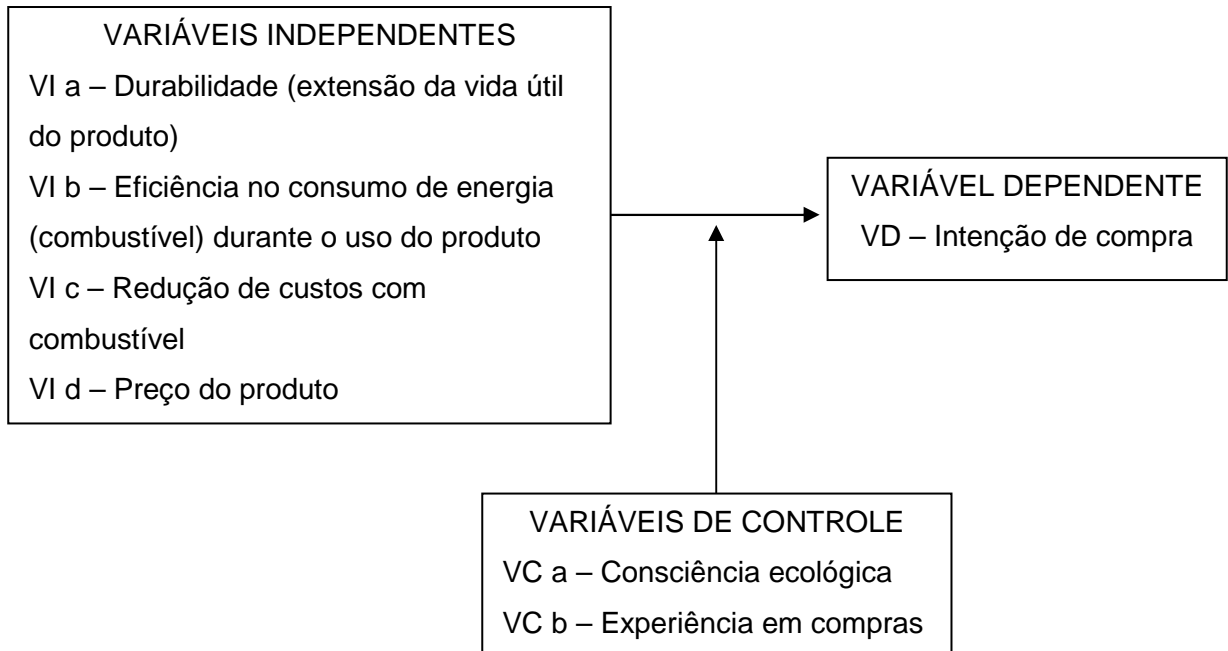 VARIÁVEIS INDEPENDENTES
VI a – Durabilidade (extensão da vida útil
do produto)
VI b – Eficiência no consumo de energia
(combustível) durante o uso do produto
VI c – Redução de custos com
combustível
VI d – Preço do produto
VARIÁVEL DEPENDENTE
VD – Intenção de compra
VARIÁVEIS DE CONTROLE
VC a – Consciência ecológica
VC b – Experiência em compras